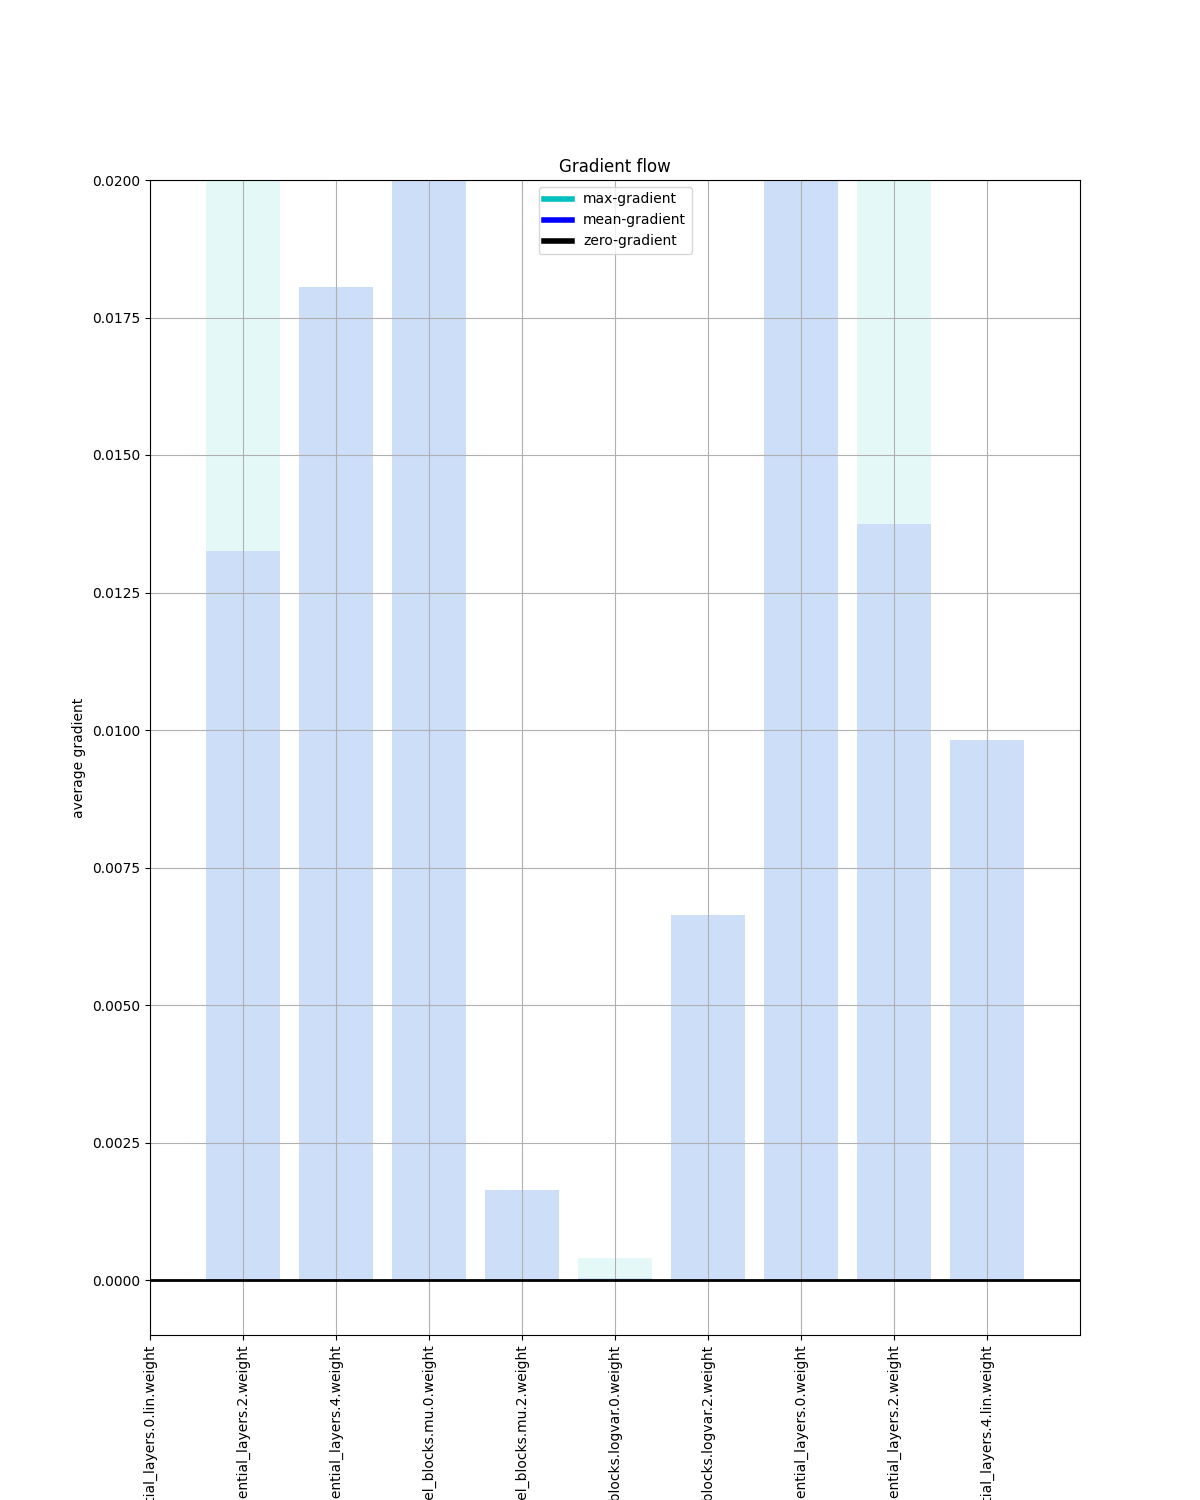 Gradient flow
max-gradient
mean-gradient
zero-gradient
average gradient
0.0200
0.0175
0.0150
0.0125
0.0100
0.0075
0.0050
0.0025
0.0000
tial_layers.0.lin.weight
ential_layers.2.weight
ential_layers.4.weight
el_blocks.mu.0.weight
el_blocks.mu.2.weight
blocks.logvar.0.weight
blocks.logvar.2.weight
ential_layers.0.weight
ential_layers.2.weight
tial_layers.4.lin.weight